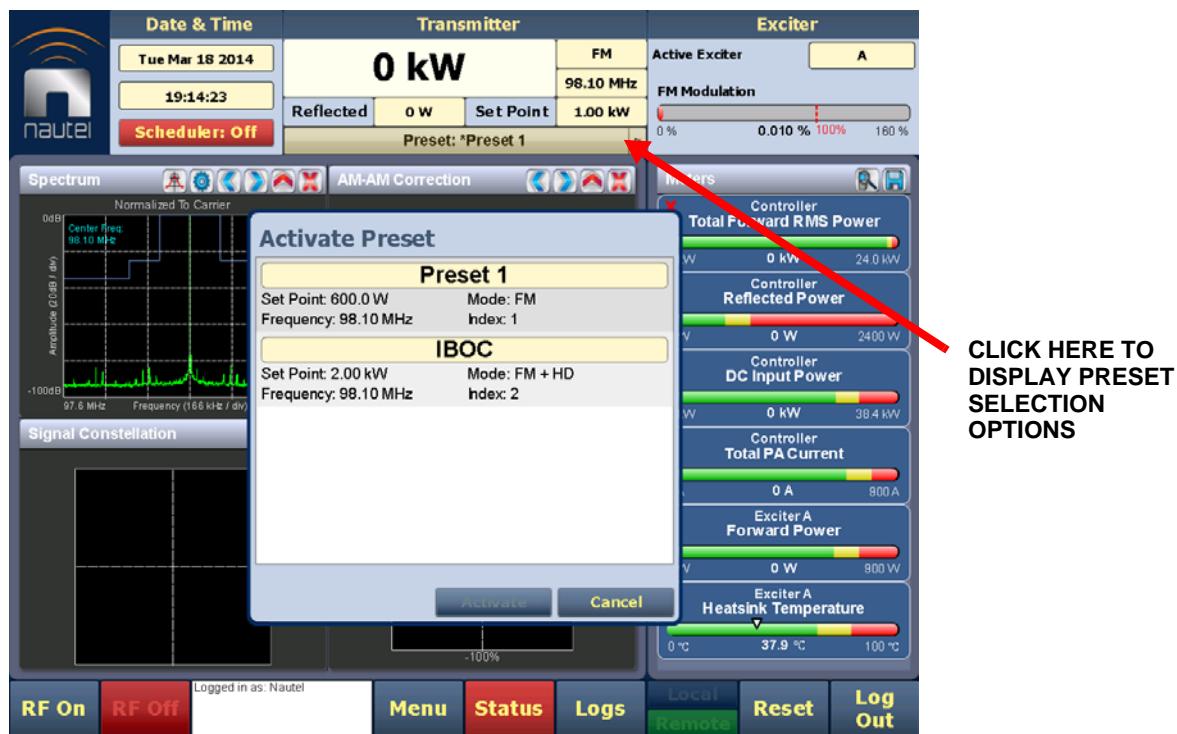 Date & Time
Transmitter
Exciter
nautel
Tue Mar 18 2014
19:14:23
Scheduler: Off
0 kW
FM
98.10 MHz
Reflected
0 W
Set Point
1.00 kW
Preset: *Preset 1
Active Exciter
A
FM Modulation
0 %
0.010 %
100%
160 %
Spectrum
Normalized To Carrier
0dB
Center Freq:
98.10 MHz
Amplitude (20dB / div)
-100dB
97.6 MHz
Frequency (166 kHz / div)
AM-AM Correction
Signal Constellation
-100%
Activate Preset
Preset 1
Set Point: 600.0 W
Mode: FM
Frequency: 98.10 MHz
Index: 1
IBOC
Set Point: 2.00 kW
Mode: FM + HD
Frequency: 98.10 MHz
Index: 2
Activate
Cancel
Controller
Total Forward RMS Power
0 kW
24.0 kW
Controller
Reflected Power
0 W
2400 W
Controller
DC Input Power
0 kW
38.4 kW
Controller
Total PA Current
0 A
900 A
Exciter A
Forward Power
0 W
900 W
Exciter A
Heatsink Temperature
0 °C
37.9 °C
100 °C
CLICK HERE TO
DISPLAY PRESET
SELECTION
OPTIONS
RF On
RF Off
Logged in as: Nautel
Menu
Status
Logs
Local
Remote
Reset
Log
Out